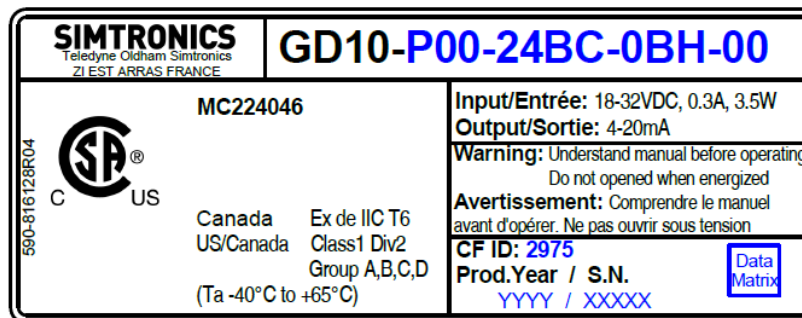 SIMTRONICS
Teledyne Oldham Simtronics
ZI EST ARRAS FRANCE
GD10-P00-24BC-0BH-00
590-816128R04
MC224046
SA ®
C US
Canada Ex de IIC T6
US/Canada Class1 Div2
Group A,B,C,D
(Ta -40°C to +65°C)
Input/Entrée: 18-32VDC, 0.3A, 3.5W
Output/Sortie: 4-20mA
Warning: Understand manual before operating
Do not opened when energized
Avertissement: Comprendre le manuel
avant d'opérer. Ne pas ouvrir sous tension
CF ID: 2975
Prod.Year / S.N.
YYYY / XXXXX
Data
Matrix